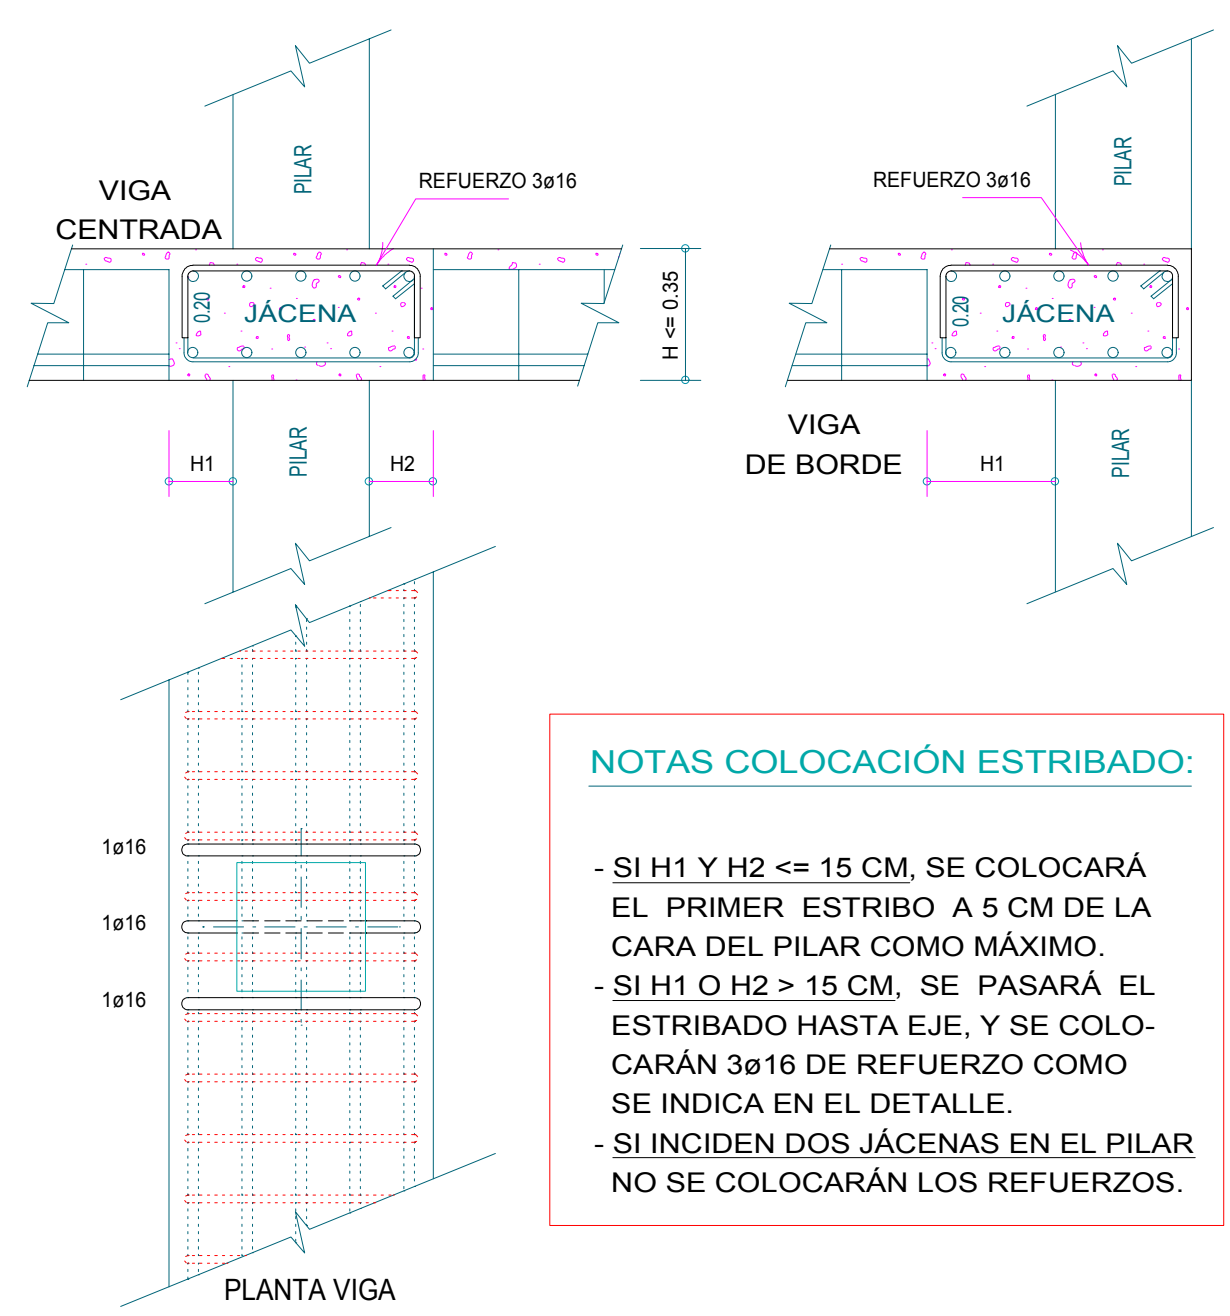 PILAR
VIGA
CENTRADA
REFUERZO 3ø16
0.20
JÁCENA
H <= 0.35
PILAR
H1
H2
PILAR
REFUERZO 3ø16
0.20
JÁCENA
VIGA
DE BORDE
H1
PILAR
1ø16
1ø16
1ø16
PLANTA VIGA
NOTAS COLOCACIÓN ESTRIBADO:
- SI H1 Y H2 <= 15 CM, SE COLOCARÁ
EL PRIMER ESTRIBO A 5 CM DE LA
CARA DEL PILAR COMO MÁXIMO.
- SI H1 O H2 > 15 CM, SE PASARÁ EL
ESTRIBADO HASTA EJE, Y SE COLO-
CARÁN 3ø16 DE REFUERZO COMO
SE INDICA EN EL DETALLE.
- SI INCIDEN DOS JÁCENAS EN EL PILAR
NO SE COLOCARÁN LOS REFUERZOS.